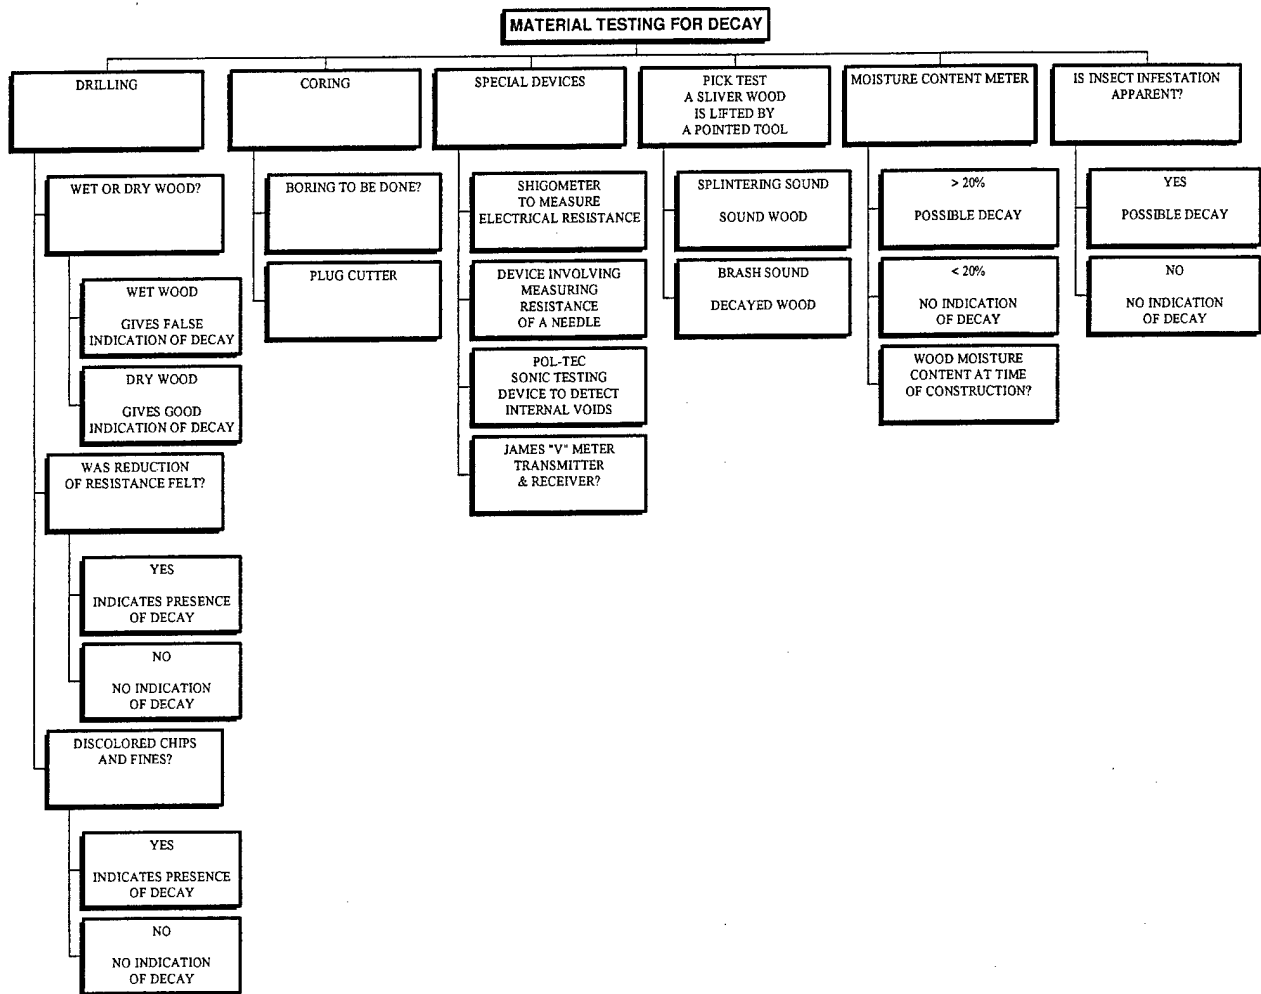 MATERIAL TESTING FOR DECAY
DRILLING
WET OR DRY WOOD?
WET WOOD
GIVES FALSE
INDICATION OF DECAY
DRY WOOD
GIVES GOOD
INDICATION OF DECAY
WAS REDUCTION
OF RESISTANCE FELT?
YES
INDICATES PRESENCE
OF DECAY
NO
NO INDICATION
OF DECAY
DISCOLORED CHIPS
AND FINES?
YES
INDICATES PRESENCE
OF DECAY
NO
NO INDICATION
OF DECAY
CORING
BORING TO BE DONE?
PLUG CUTTER
SPECIAL DEVICES
SHIGOMETER
TO MEASURE
ELECTRICAL RESISTANCE
DEVICE INVOLVING
MEASURING
RESISTANCE
OF A NEEDLE
POL-TEC
SONIC TESTING
DEVICE TO DETECT
INTERNAL VOIDS
JAMES "V" METER
TRANSMITTER
& RECEIVER?
PICK TEST
A SLIVER WOOD
IS LIFTED BY
A POINTED TOOL
SPLINTERING SOUND
SOUND WOOD
BRASH SOUND
DECAYED WOOD
MOISTURE CONTENT METER
> 20%
POSSIBLE DECAY
< 20%
NO INDICATION
OF DECAY
WOOD MOISTURE
CONTENT AT TIME
OF CONSTRUCTION?
IS INSECT INFESTATION
APPARENT?
YES
POSSIBLE DECAY
NO
NO INDICATION
OF DECAY